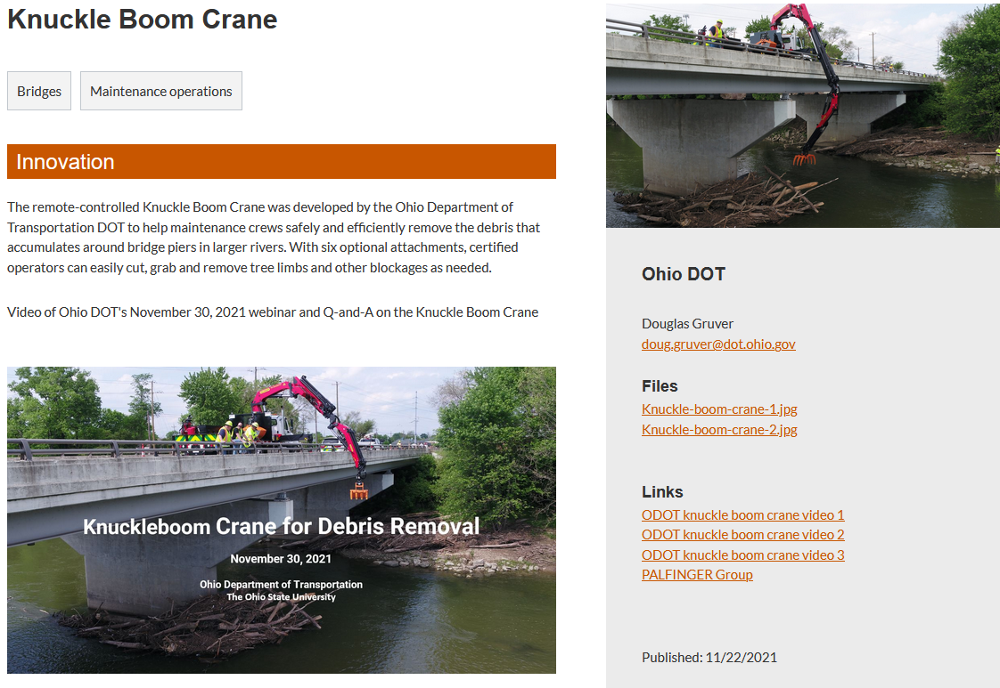 Knuckle Boom Crane
Bridges
Maintenance operations
Innovation
The remote-controlled Knuckle Boom Crane was developed by the Ohio Department of
Transportation DOT to help maintenance crews safely and efficiently remove the debris that
accumulates around bridge piers in larger rivers. With six optional attachments, certified
operators can easily cut, grab and remove tree limbs and other blockages as needed.
Video of Ohio DOT's November 30, 2021 webinar and Q-and-A on the Knuckle Boom Crane
Knuckleboom Crane for Debris Removal
November 30, 2021
Ohio Department of Transportation
The Ohio State University
Ohio DOT
Douglas Gruver
doug.gruver@dot.ohio.gov
Files
Knuckle-boom-crane-1.jpg
Knuckle-boom-crane-2.jpg
Links
ODOT knuckle boom crane video 1
ODOT knuckle boom crane video 2
ODOT knuckle boom crane video 3
PALFINGER Group
Published: 11/22/2021